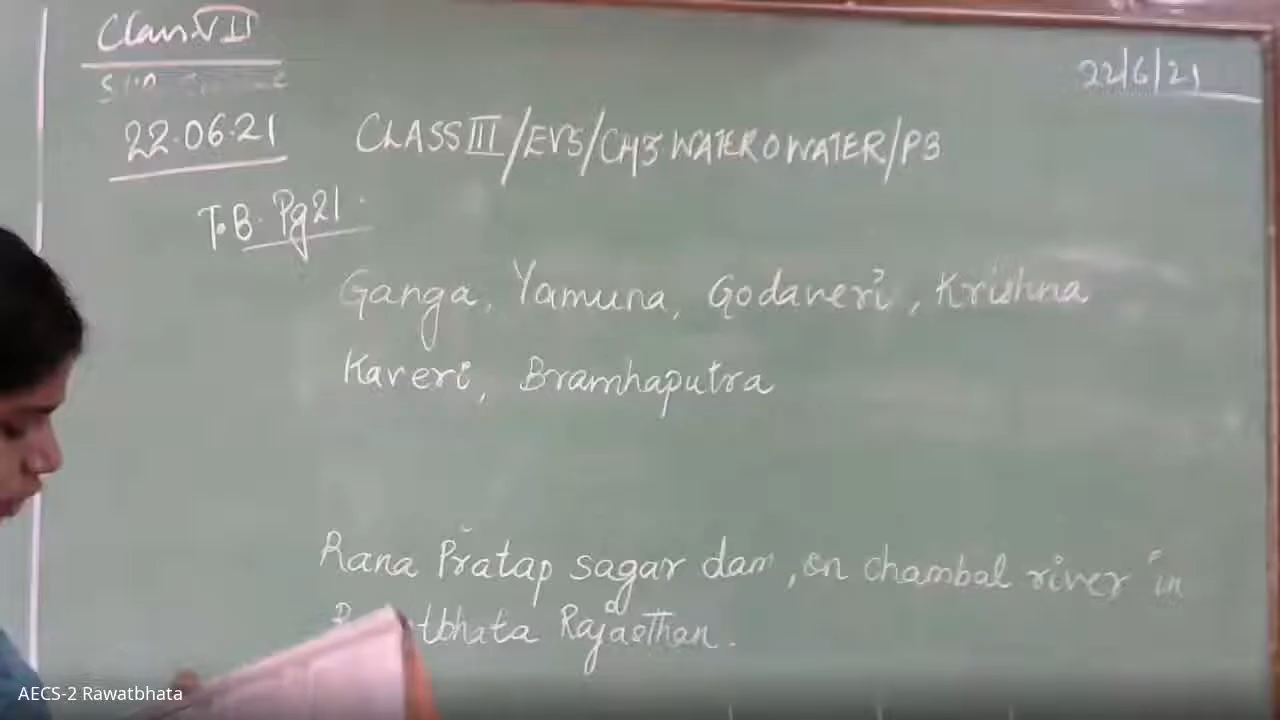 Class VII
22.06.21
22/6/21
CLASS III/EVS/CH3 WATER O WATER/P3
T.B. Pg 21.
Ganga, Yamuna, Godaveri, Krishna
Kaveri, Bramhaputra
Rana Pratap sagar dam, on chambal river in
tbhata Rajasthan.
AECS-2 Rawatbhata